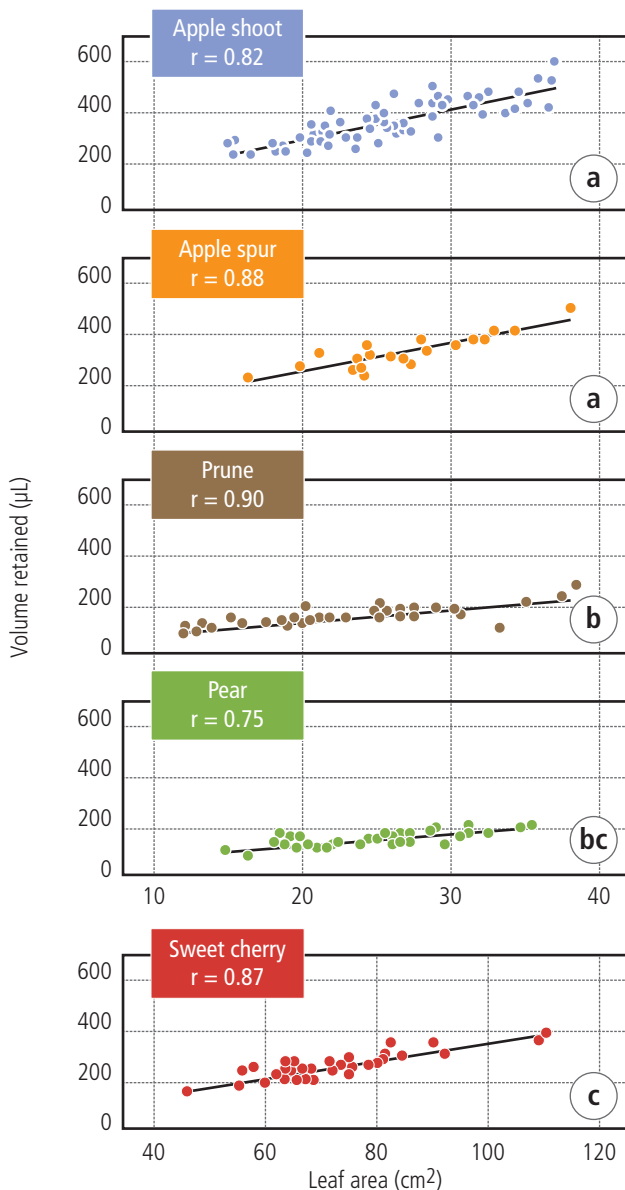 Apple shoot
r = 0.82
600
400
200
0
a
Apple spur
r = 0.88
600
400
200
0
a
Volume retained (µL)
Prune
r = 0.90
600
400
200
0
b
Pear
r = 0.75
600
400
200
0
bc
10 20 30 40
Sweet cherry
r = 0.87
600
400
200
0
c
40 60 80 100 120
Leaf area (cm²)